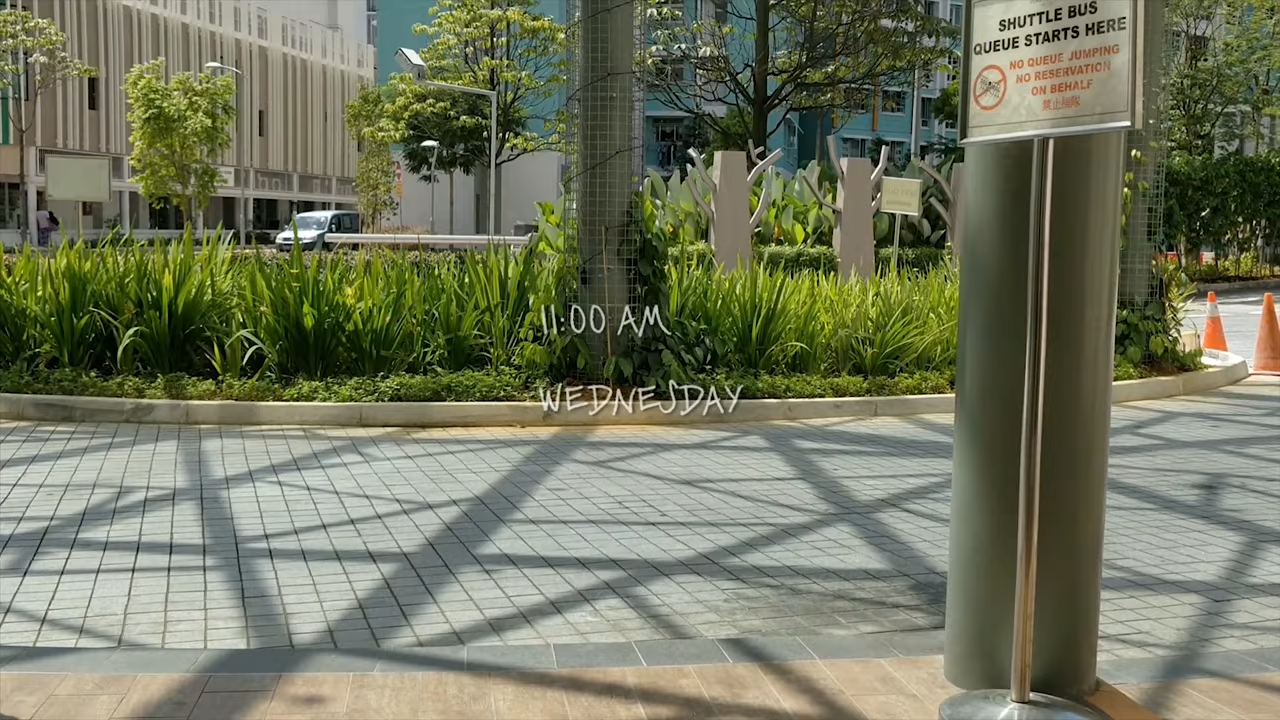 SHUTTLE BUS
QUEUE STARTS HERE
NO QUEUE JUMPING
NO RESERVATION
ON BEHALF
禁止插隊
11:00 AM
WEDNESDAY